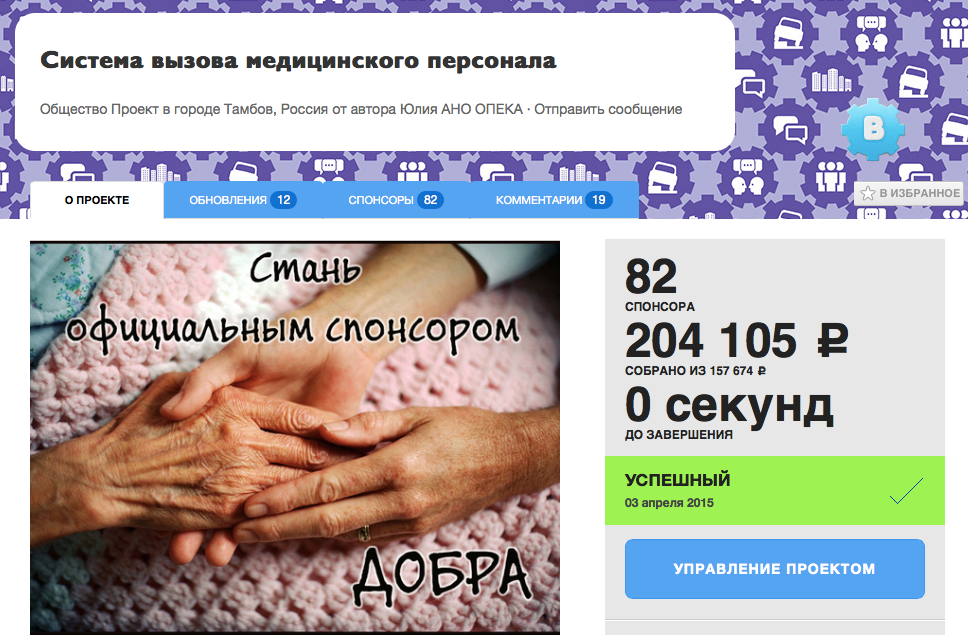 Система вызова медицинского персонала
Общество Проект в городе Тамбов, Россия от автора Юлия АНО ОПЕКА · Отправить сообщение
B
В ИЗБРАННОЕ
О ПРОЕКТЕ ОБНОВЛЕНИЯ 12 СПОНСОРЫ 82 КОММЕНТАРИИ 19
Стань
официальным спонсором
ДОБРА
82
СПОНСОРА
204 105 ₽
СОБРАНО ИЗ 157 674 ₽
0 секунд
ДО ЗАВЕРШЕНИЯ
УСПЕШНЫЙ
03 апреля 2015
УПРАВЛЕНИЕ ПРОЕКТОМ